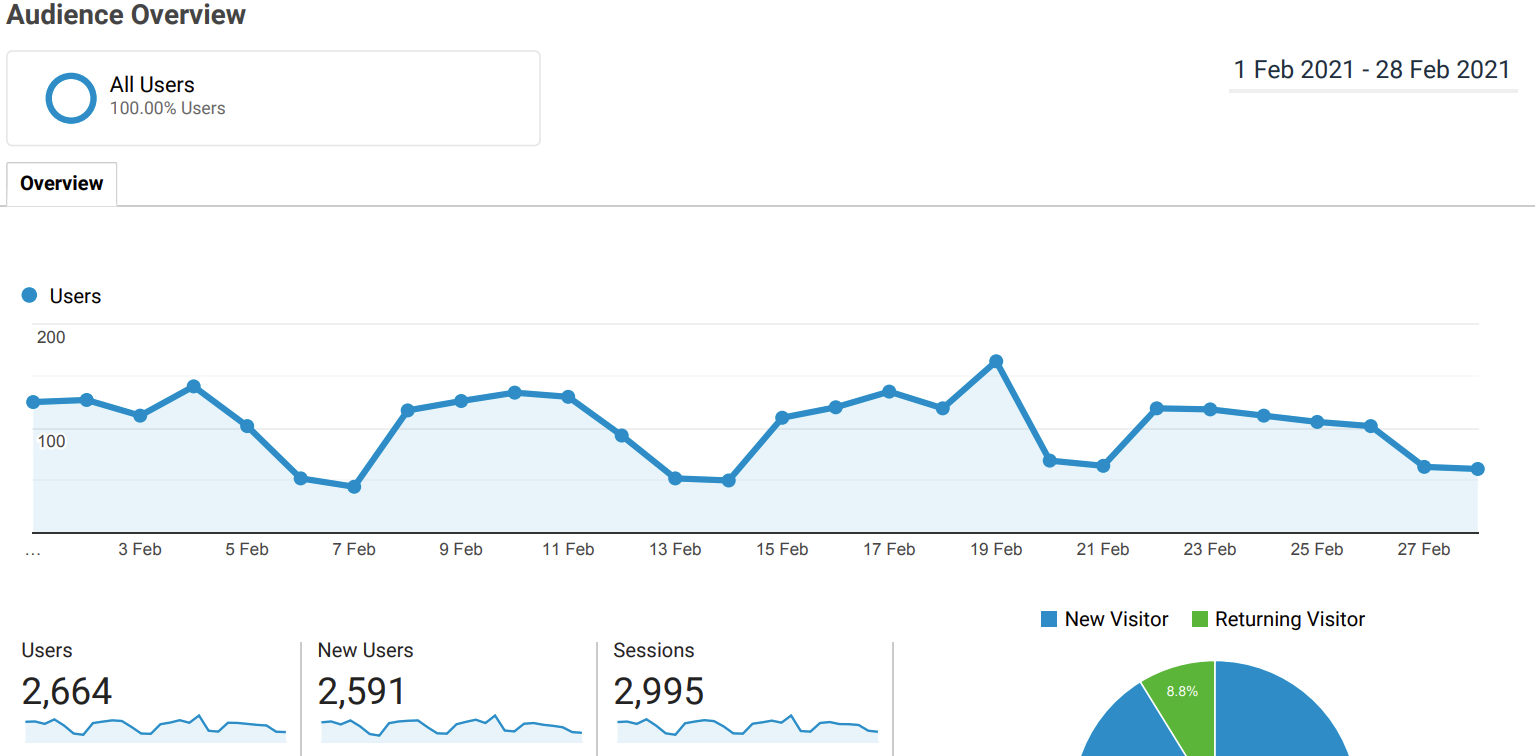 Audience Overview
All Users
100.00% Users
1 Feb 2021 - 28 Feb 2021
Overview
Users
200
100
...
3 Feb
5 Feb
7 Feb
9 Feb
11 Feb
13 Feb
15 Feb
17 Feb
19 Feb
21 Feb
23 Feb
25 Feb
27 Feb
New Visitor
Returning Visitor
Users
2,664
New Users
2,591
Sessions
2,995
8.8%